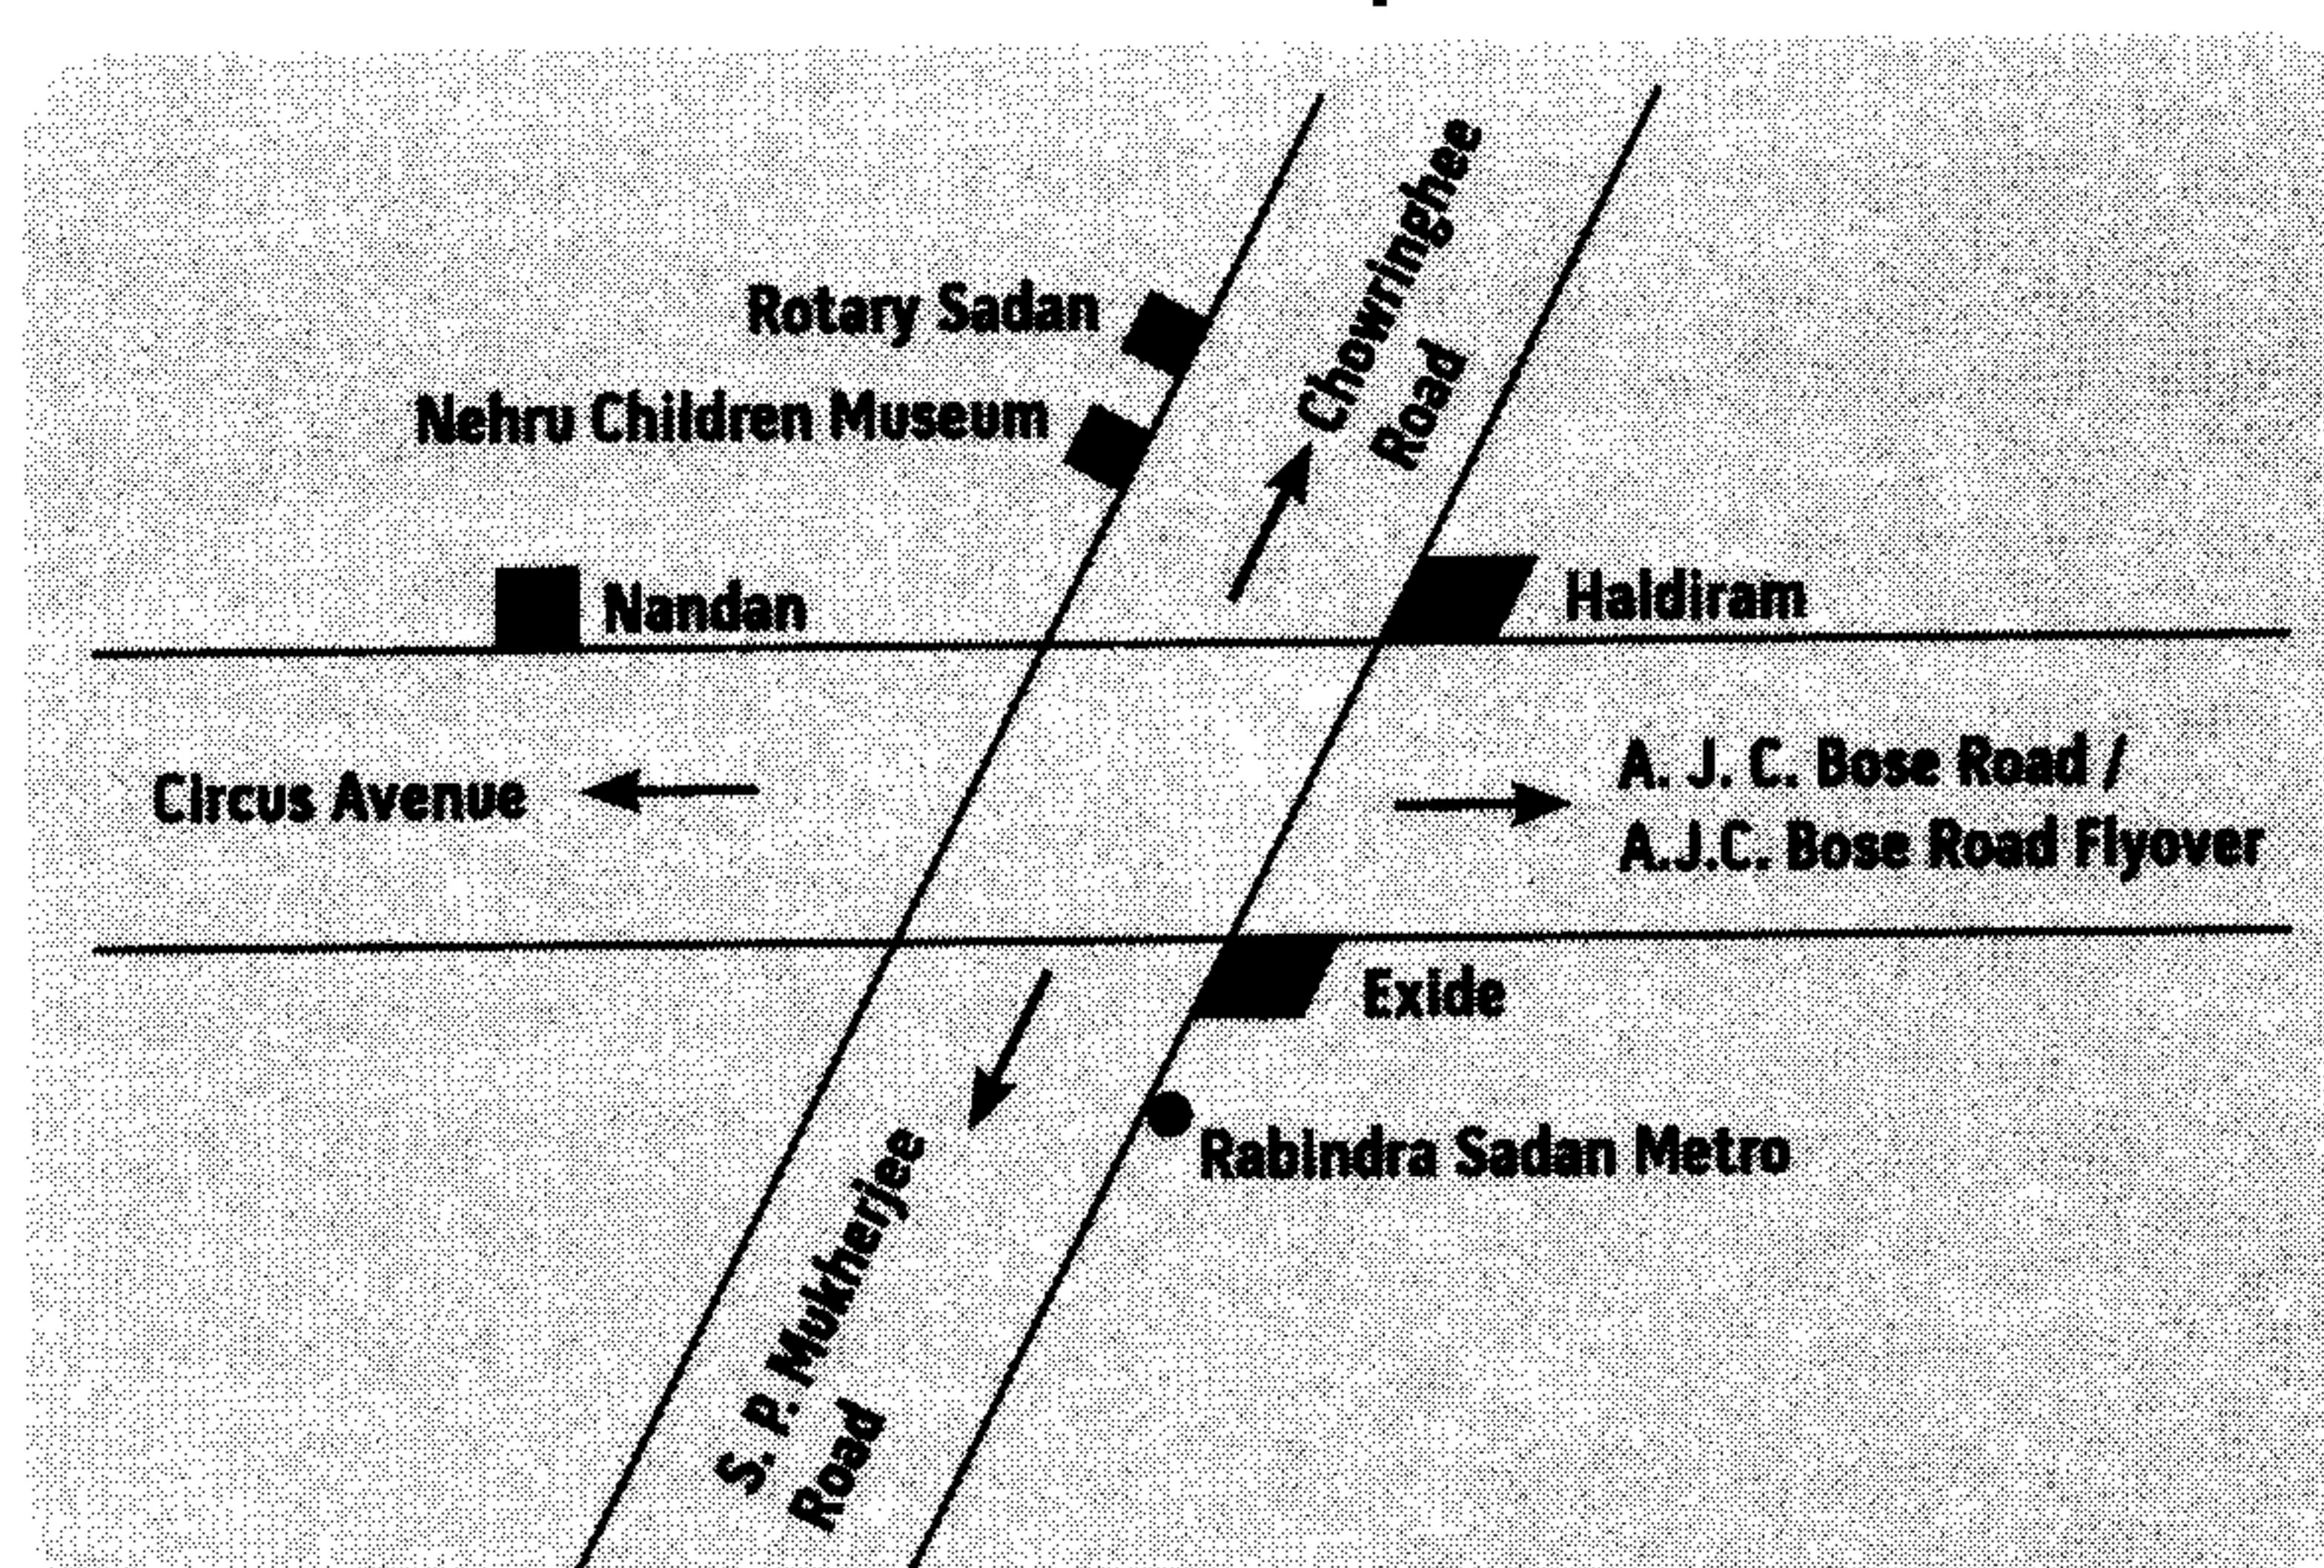 Chowringhee
Road
Rotary Sadan
Nehru Children Museum
Nandan
Haldiram
Circus Avenue
A. J. C. Bose Road /
A.J.C. Bose Road Flyover
Exide
Rabindra Sadan Metro
S. P. Mukherjee
Road